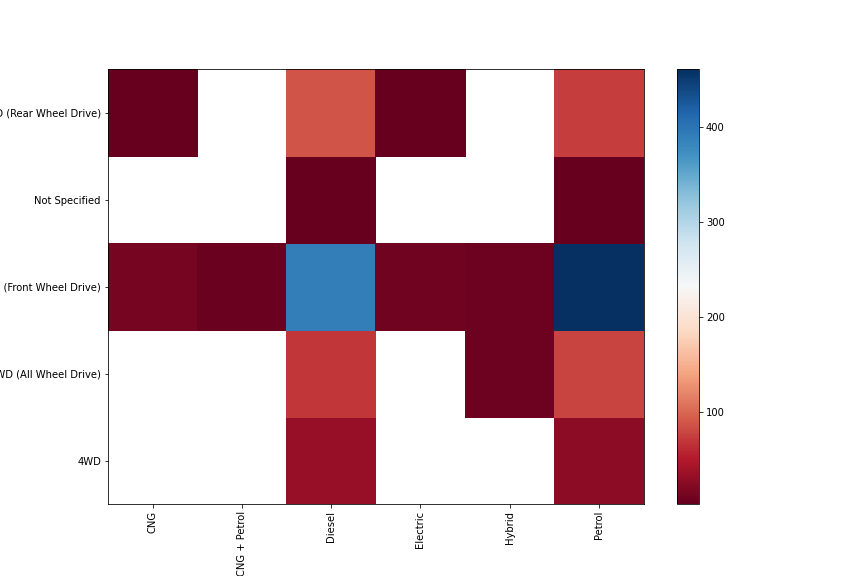 (Rear Wheel Drive)
Not Specified
(Front Wheel Drive)
(All Wheel Drive)
4WD
CNG
CNG + Petrol
Diesel
Electric
Hybrid
Petrol
400
300
200
100